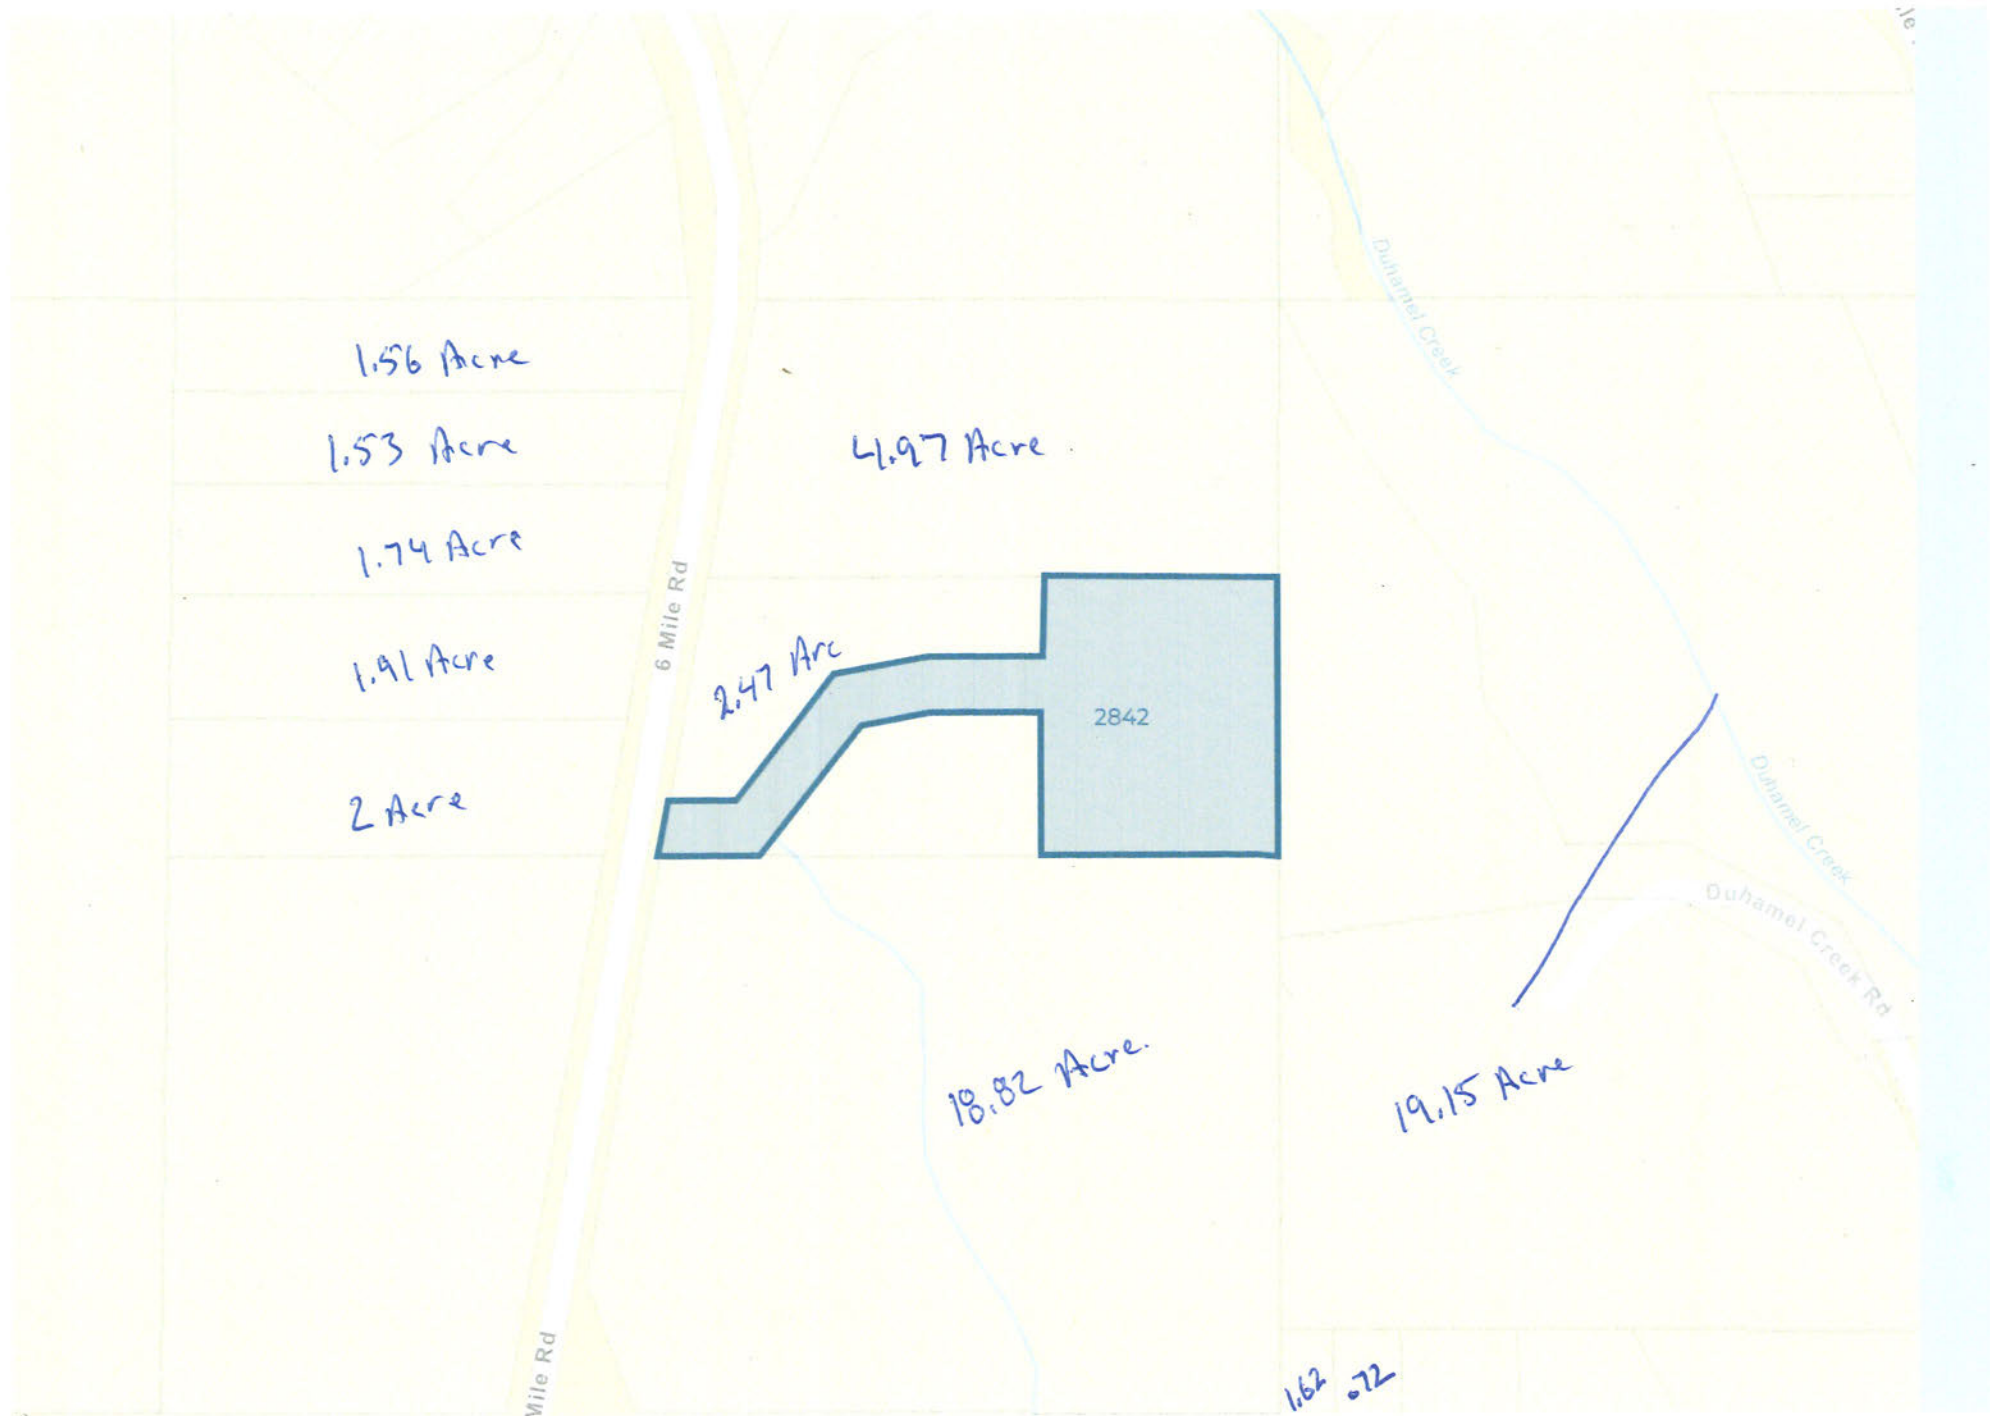 Duhamel Creek
1.56 Acre
1.53 Acre
4.97 Acre.
1.74 Acre
6 Mile Rd
1.91 Acre
2.47 Arc
2842
2 Acre
Duhamel Creek
Duhamel Creek Rd
18.82 Acre.
19.15 Acre
Mile Rd
1.62 .72